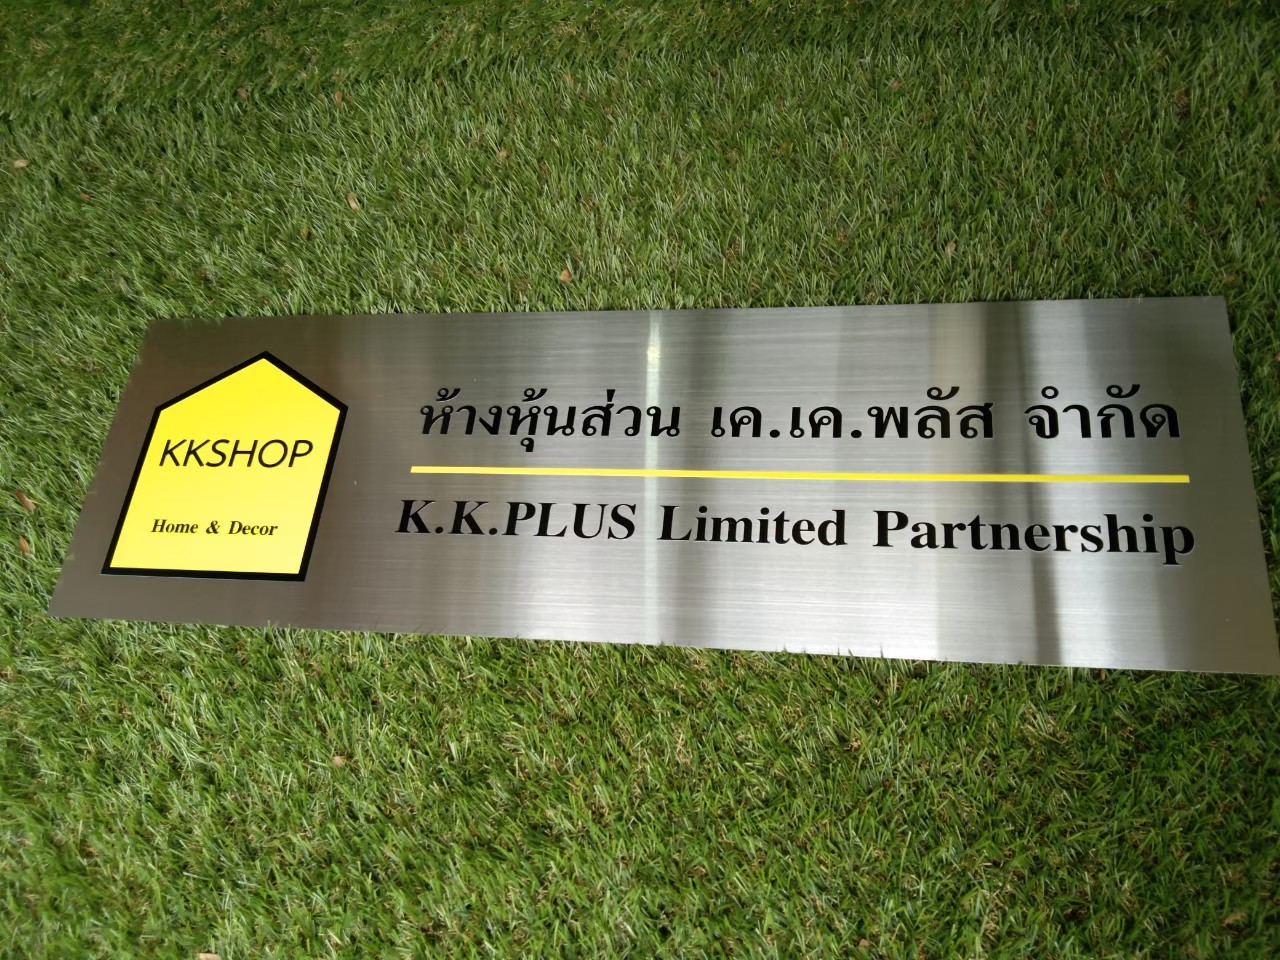 KKSHOP
Home & Decor
ห้างหุ้นส่วน เค.เค.พลัส จำกัด
K.K.PLUS Limited Partnership